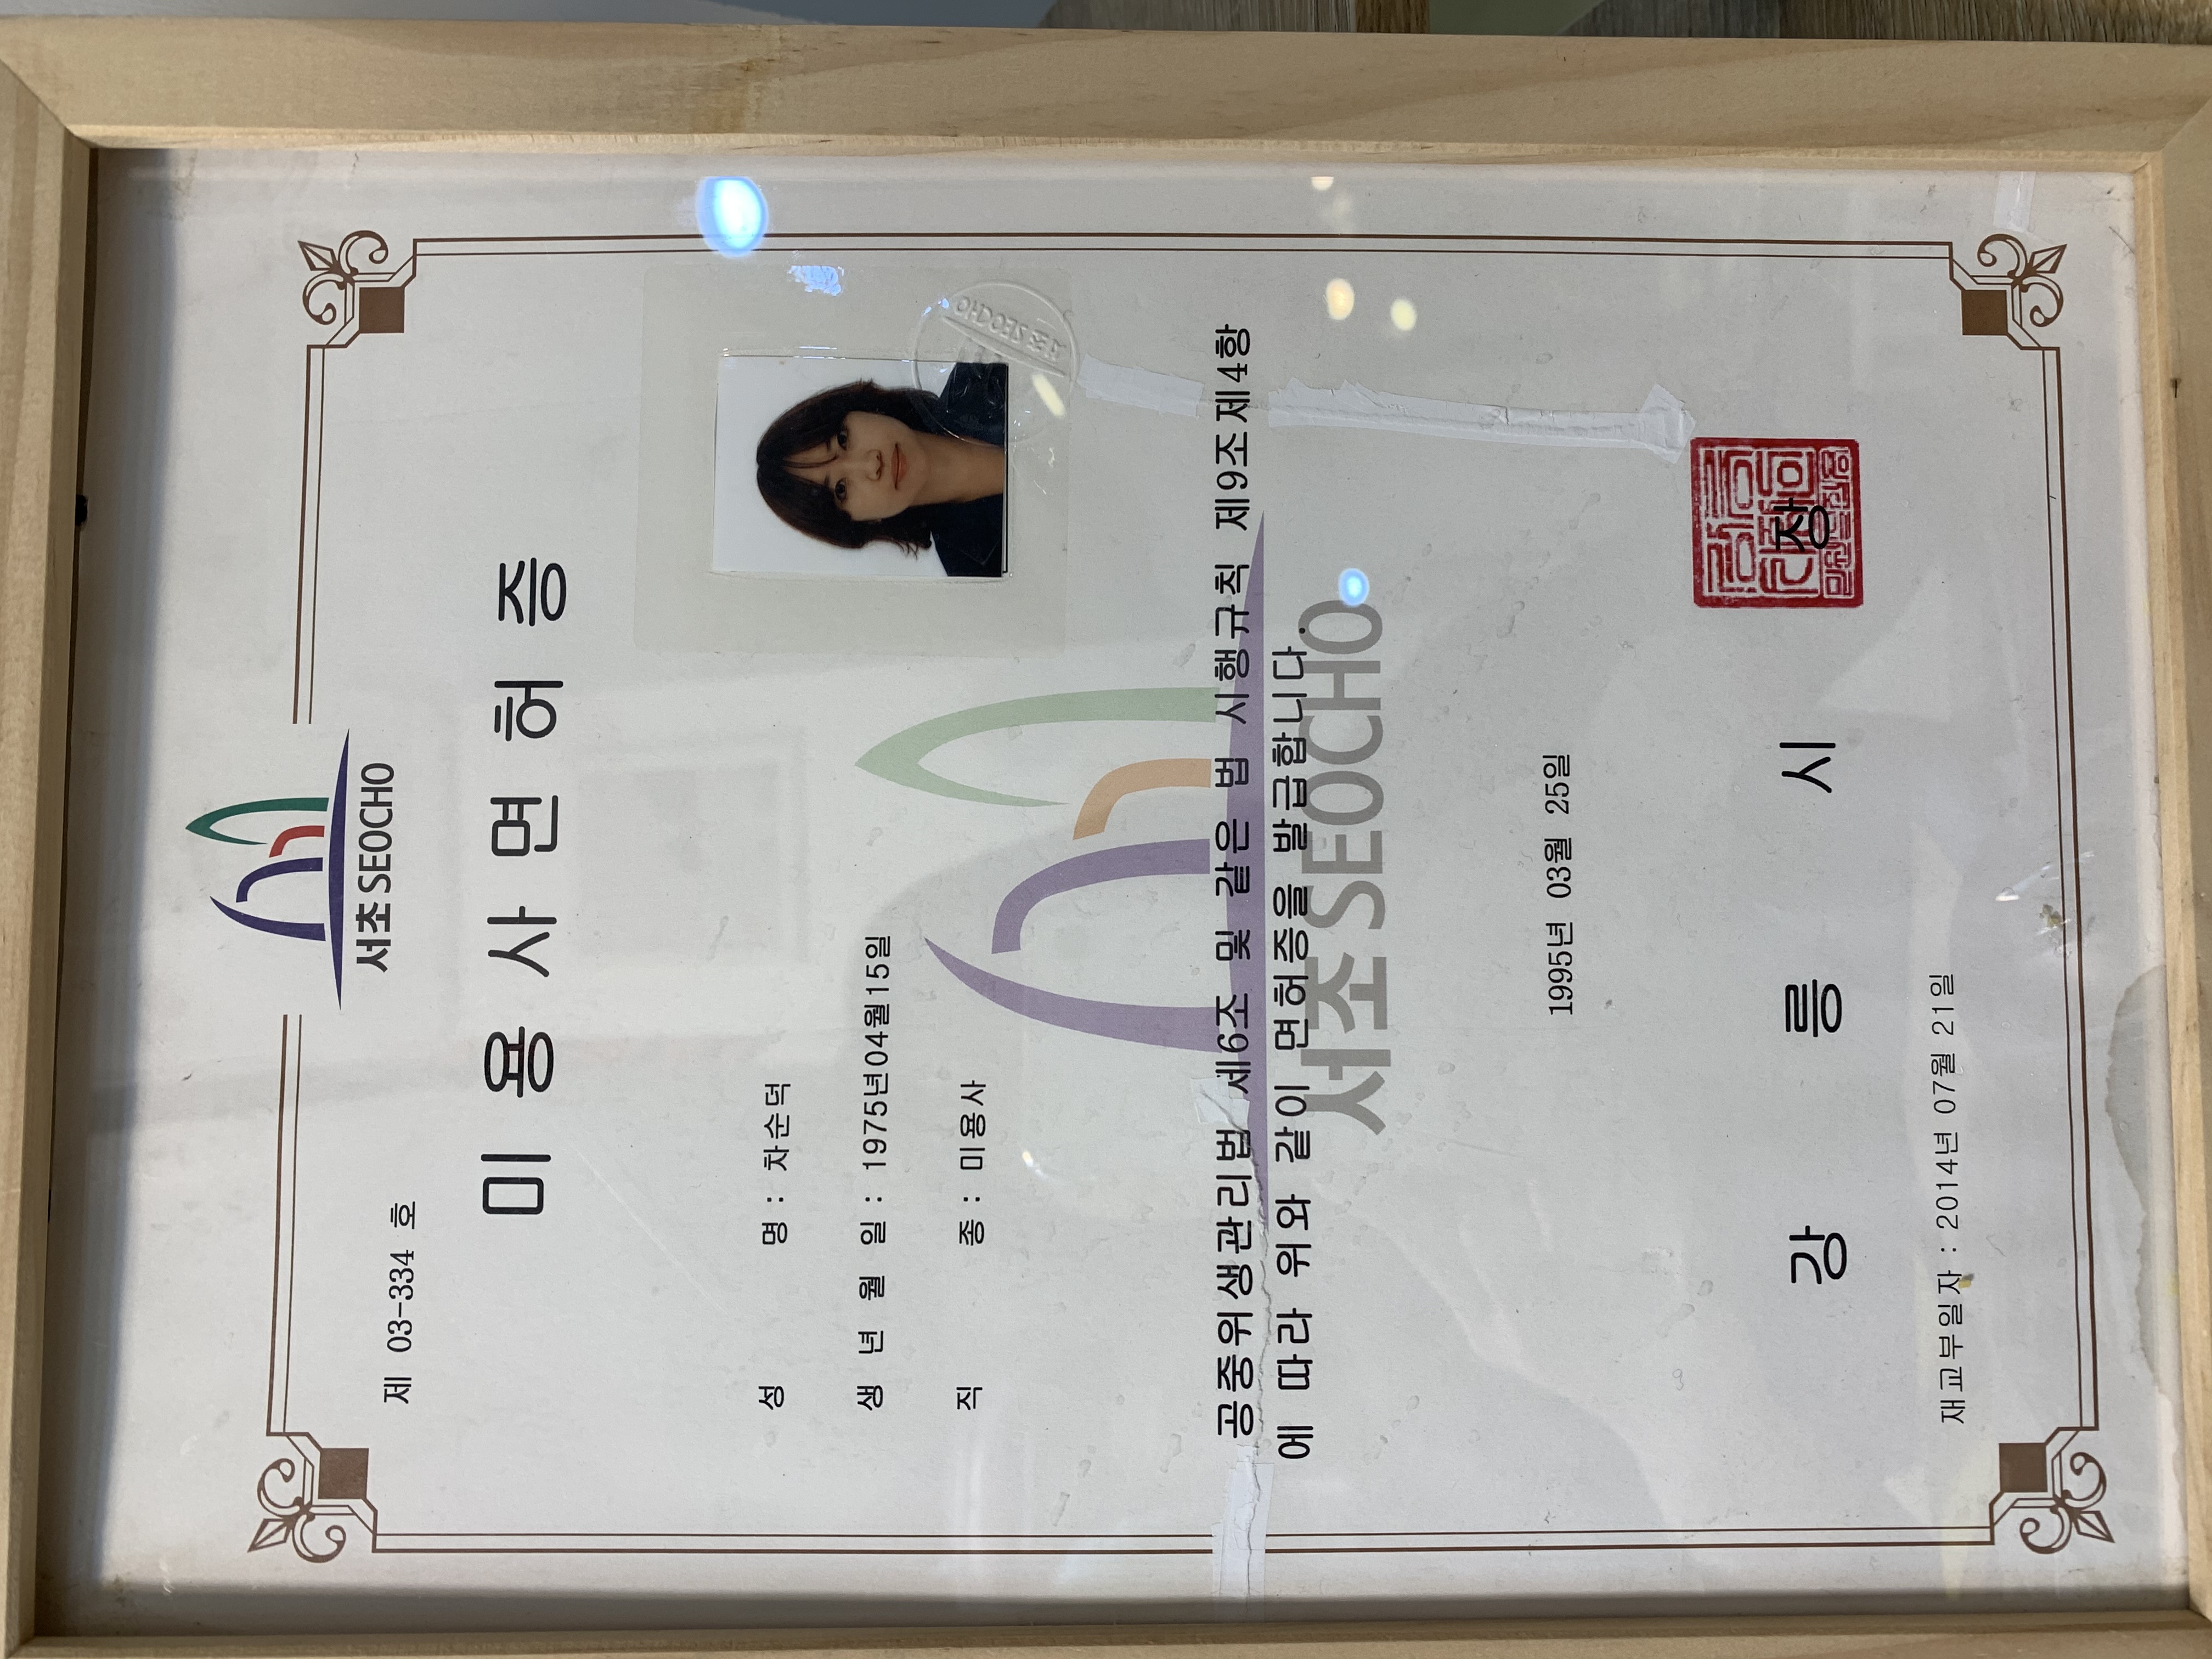 서초 SEOCHO
제 03-334 호
미 용 사 면 허 증
성 명 : 차순덕
생 년 월 일 : 1975년04월15일
직 종 : 미용사
공중위생관리법 제6조 및 같은 법 시행규칙 제9조제4항
에 따라 위와 같이 면허증을 발급합니다.
서초 SEOCHO
1995년 03월 25일
강 릉 시 장
재교부일자 : 2014년 07월 21일